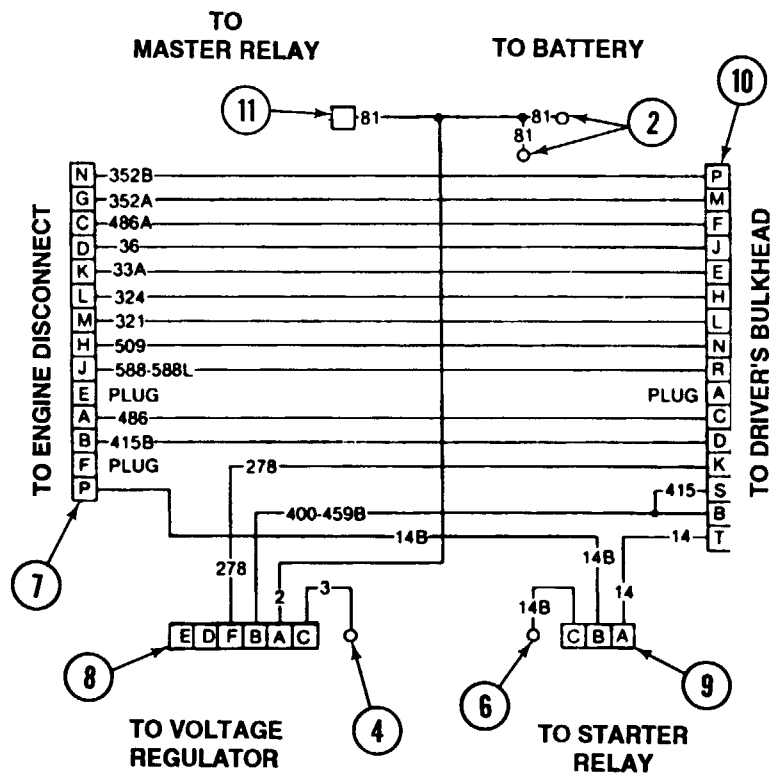 TO
MASTER RELAY
TO BATTERY
11
81
81
81
2
10
TO ENGINE DISCONNECT
TO DRIVER'S BULKHEAD
N 352B P
G 352A M
C 486A F
D 36 J
K 33A E
L 324 H
M 321 L
H 509 N
J 588-588L R
E PLUG PLUG A
A 486 C
B 415B D
F PLUG 278 K
P 415 S
400-459B B
14B 14 T
7
278 2 3 14B 14B 14
E D F B A C
C B A
8
4
6
9
TO VOLTAGE
REGULATOR
TO STARTER
RELAY